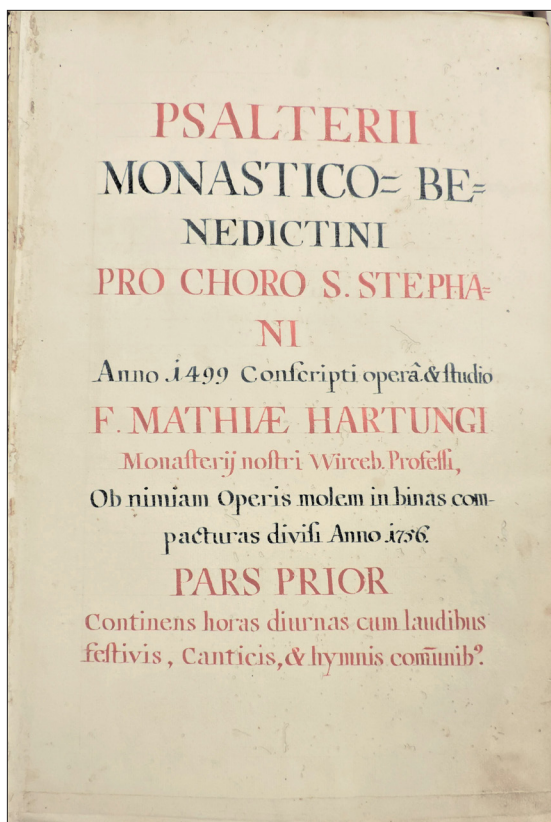 PSALTERII
MONASTICO= BE=
NEDICTINI
PRO CHORO S. STEPHA=
NI
Anno 1499 Conſcripti operâ & ſtudio
F. MATHIÆ HARTUNGI
Monaſterij noſtri Wirceb. Profeſſi,
Ob nimiam Operis molem in binas com-
pacturas diviſi Anno 1756.
PARS PRIOR
Continens horas diurnas cum laudibus
feſtivis, Canticis, & hymnis com̄unibꝰ.